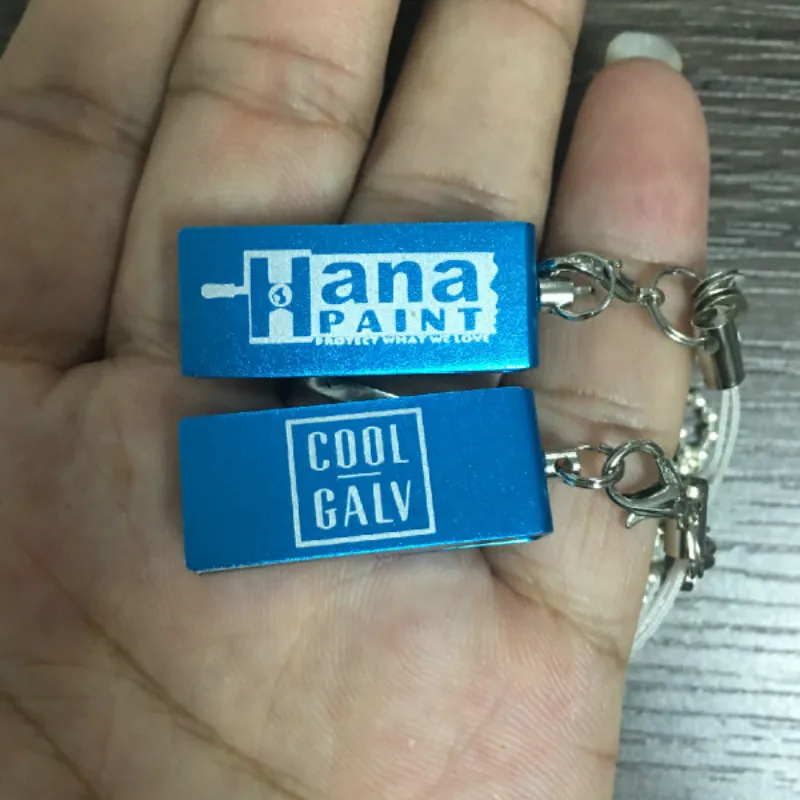 Hana
PAINT
PROTECT WHAT WE LOVE
COOL
GALV